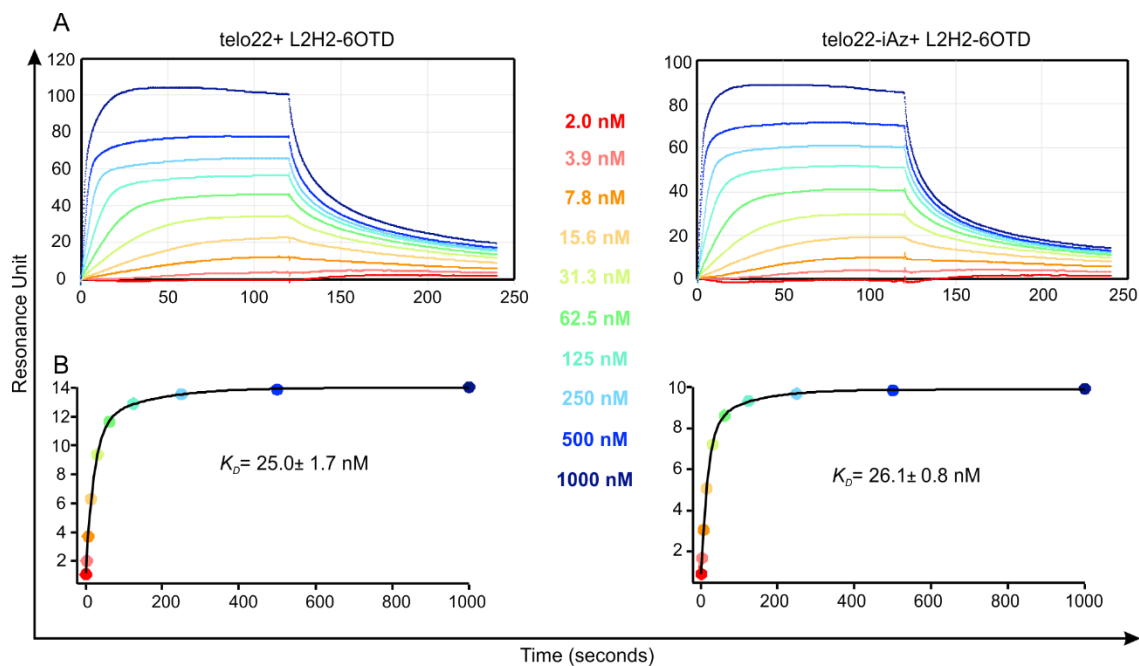 A
telo22+ L2H2-6OTD
telo22-iAz+ L2H2-6OTD
120
100
80
60
40
20
0
0 50 100 150 200 250
100
80
60
40
20
0
0 50 100 150 200 250
2.0 nM
3.9 nM
7.8 nM
15.6 nM
31.3 nM
62.5 nM
125 nM
250 nM
500 nM
1000 nM
Resonance Unit
B
14
12
10
8
6
4
2
0 200 400 600 800 1000
K_D= 25.0± 1.7 nM
10
8
6
4
2
0 200 400 600 800 1000
K_D= 26.1± 0.8 nM
Time (seconds)